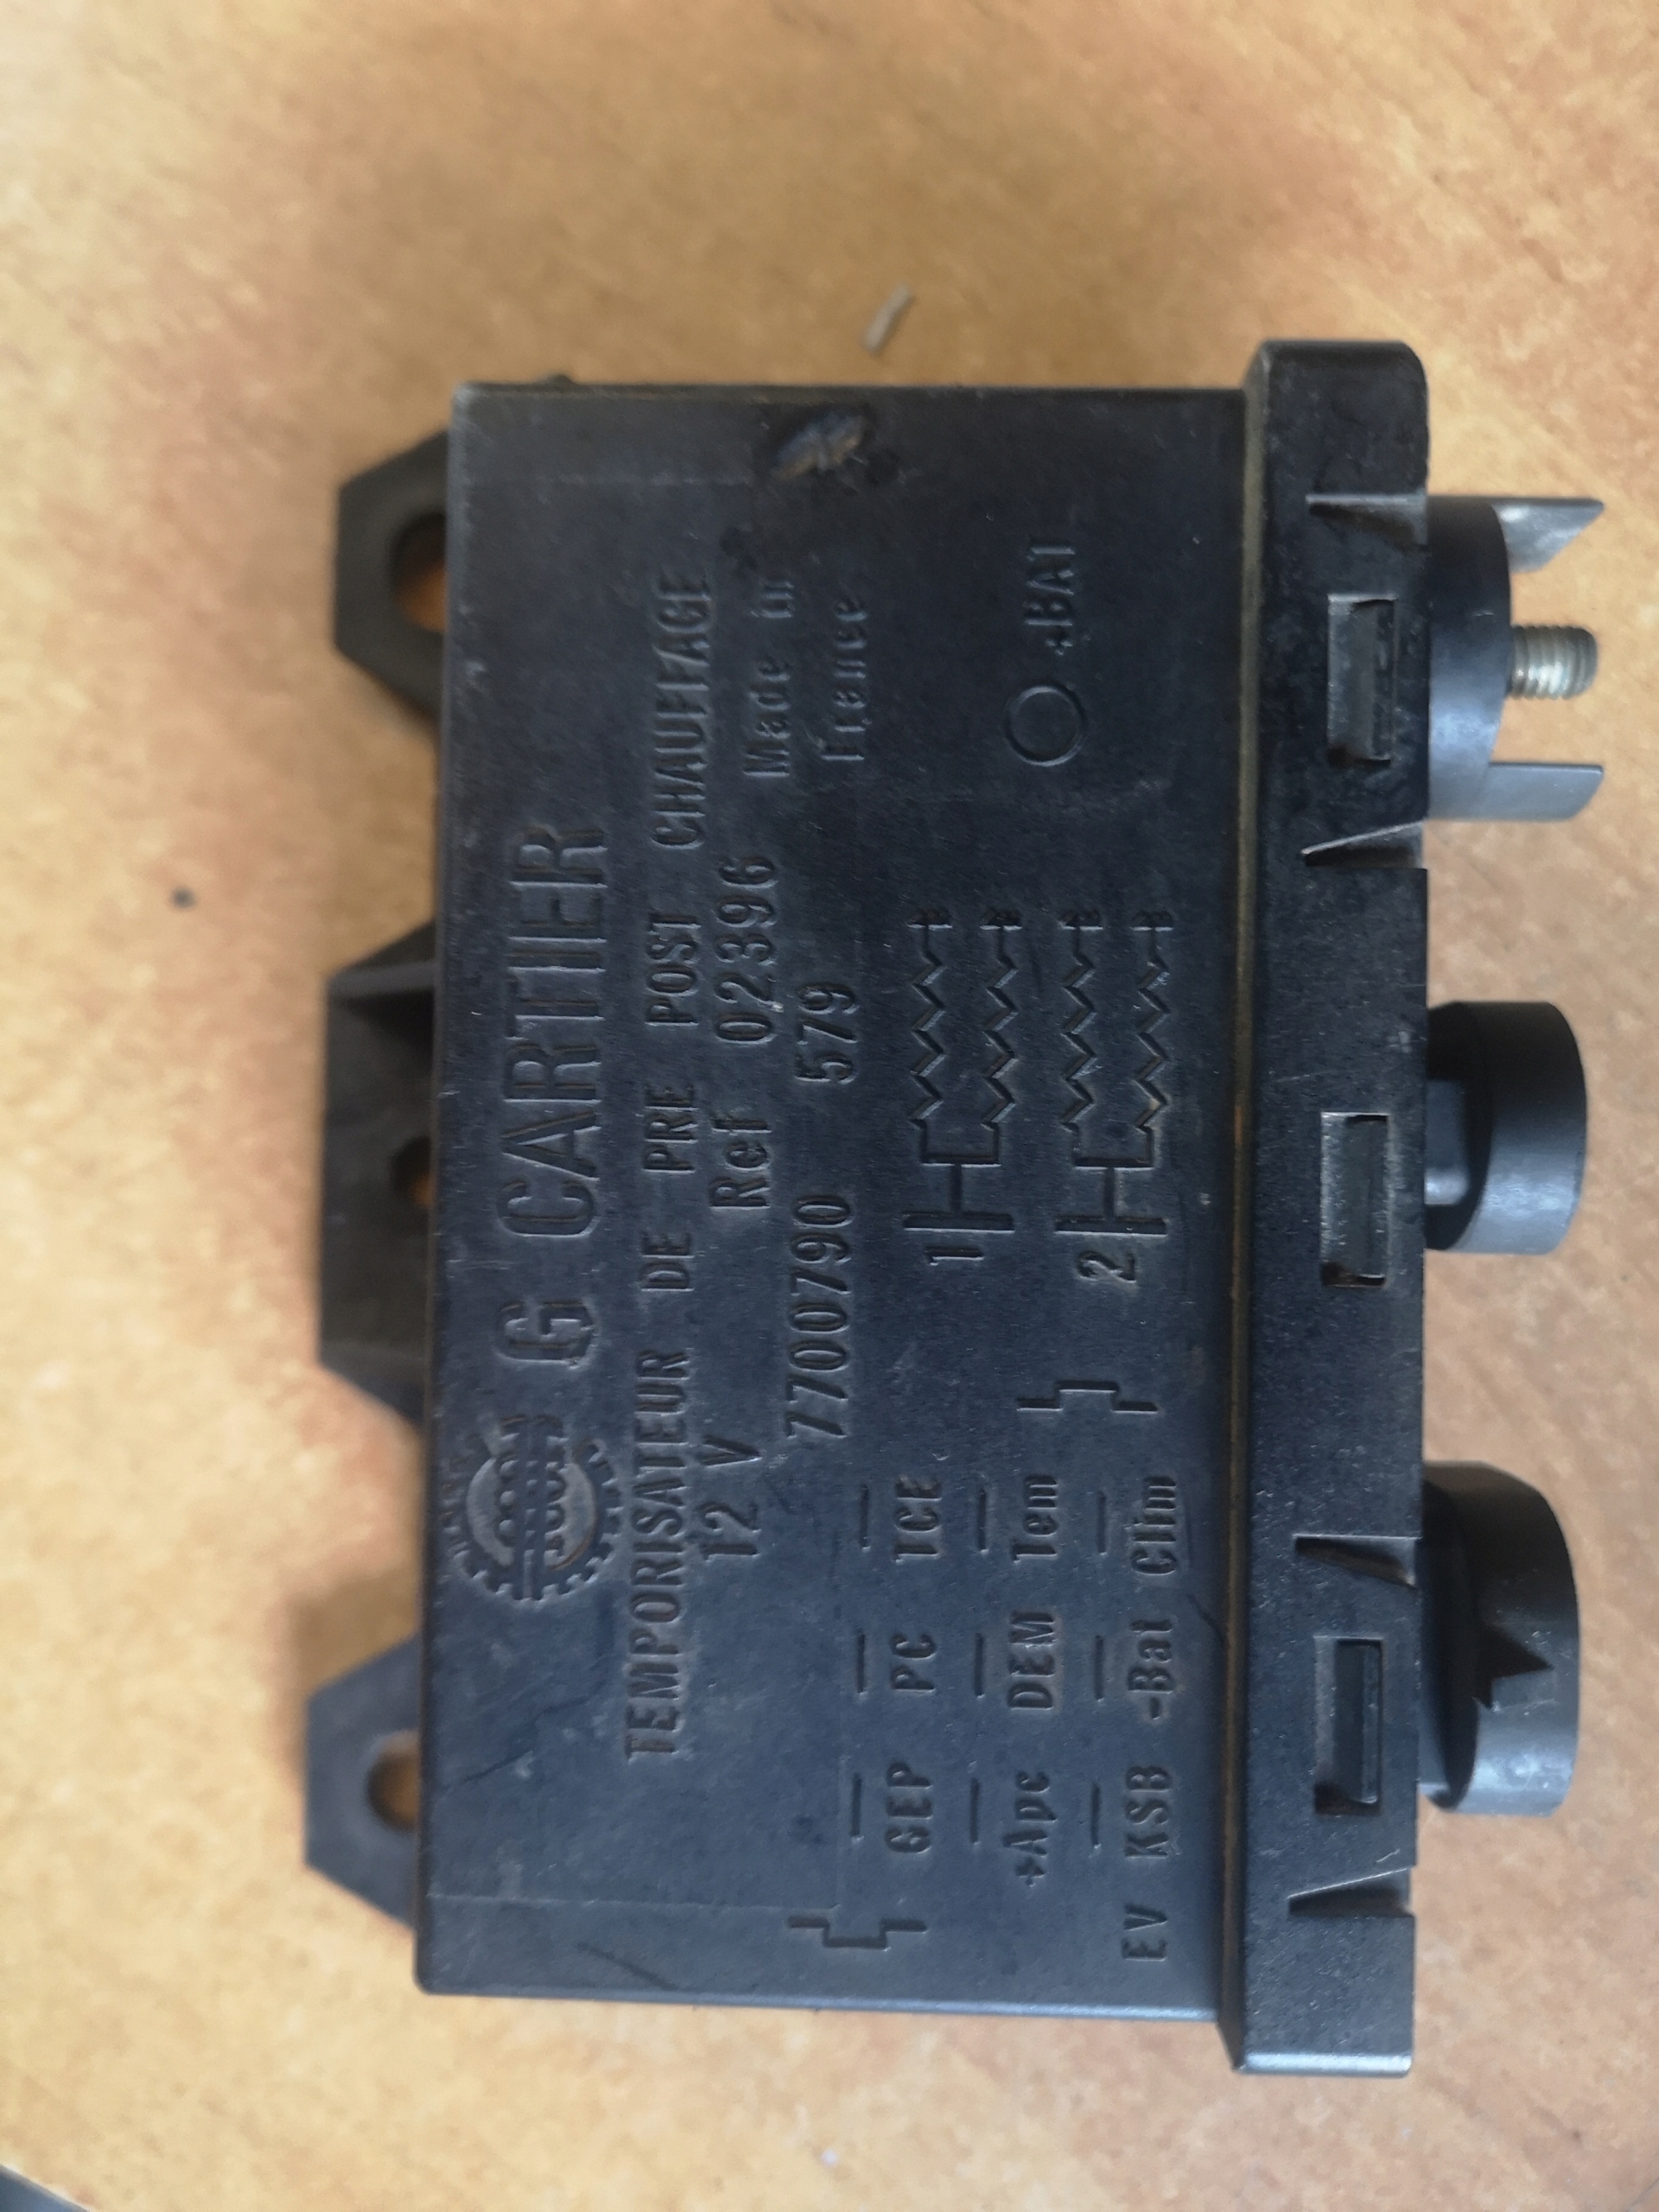 G CARTIER
TEMPORISATEUR DE PRE POST CHAUFFAGE
12 V Ref 02396 Made in
7700790 579 France
GEP PC TCE
1
+BAT
+Apc DEM Tem
2
EV KSB -Bat Clim